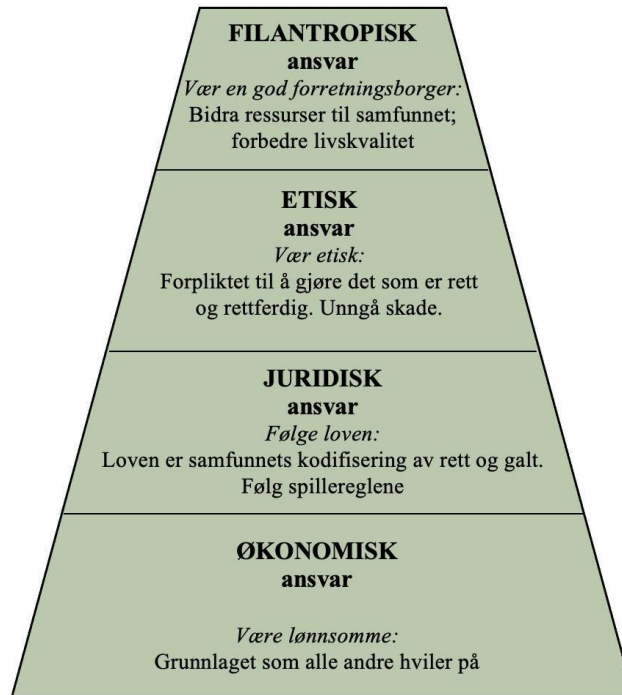 FILANTROPISK
ansvar
Vær en god forretningsborger:
Bidra ressurser til samfunnet;
forbedre livskvalitet
ETISK
ansvar
Vær etisk:
Forpliktet til å gjøre det som er rett
og rettferdig. Unngå skade.
JURIDISK
ansvar
Følge loven:
Loven er samfunnets kodifisering av rett og galt.
Følg spillereglene
ØKONOMISK
ansvar
Være lønnsomme:
Grunnlaget som alle andre hviler på